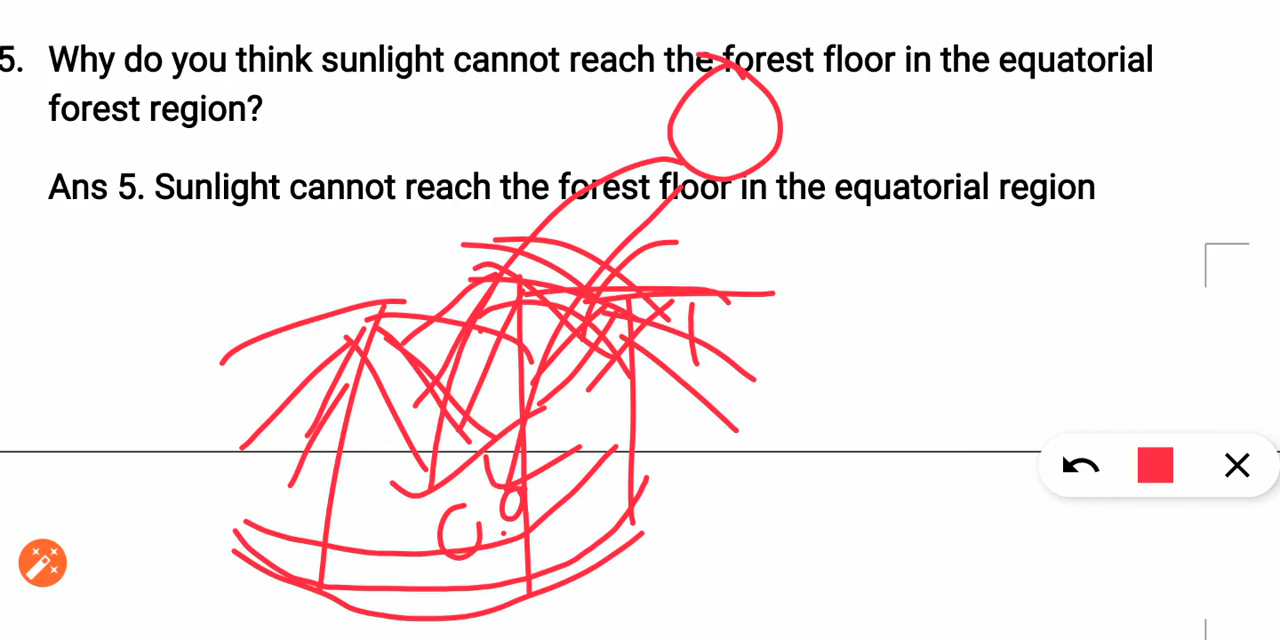 5. Why do you think sunlight cannot reach the forest floor in the equatorial
forest region?
Ans 5. Sunlight cannot reach the forest floor in the equatorial region